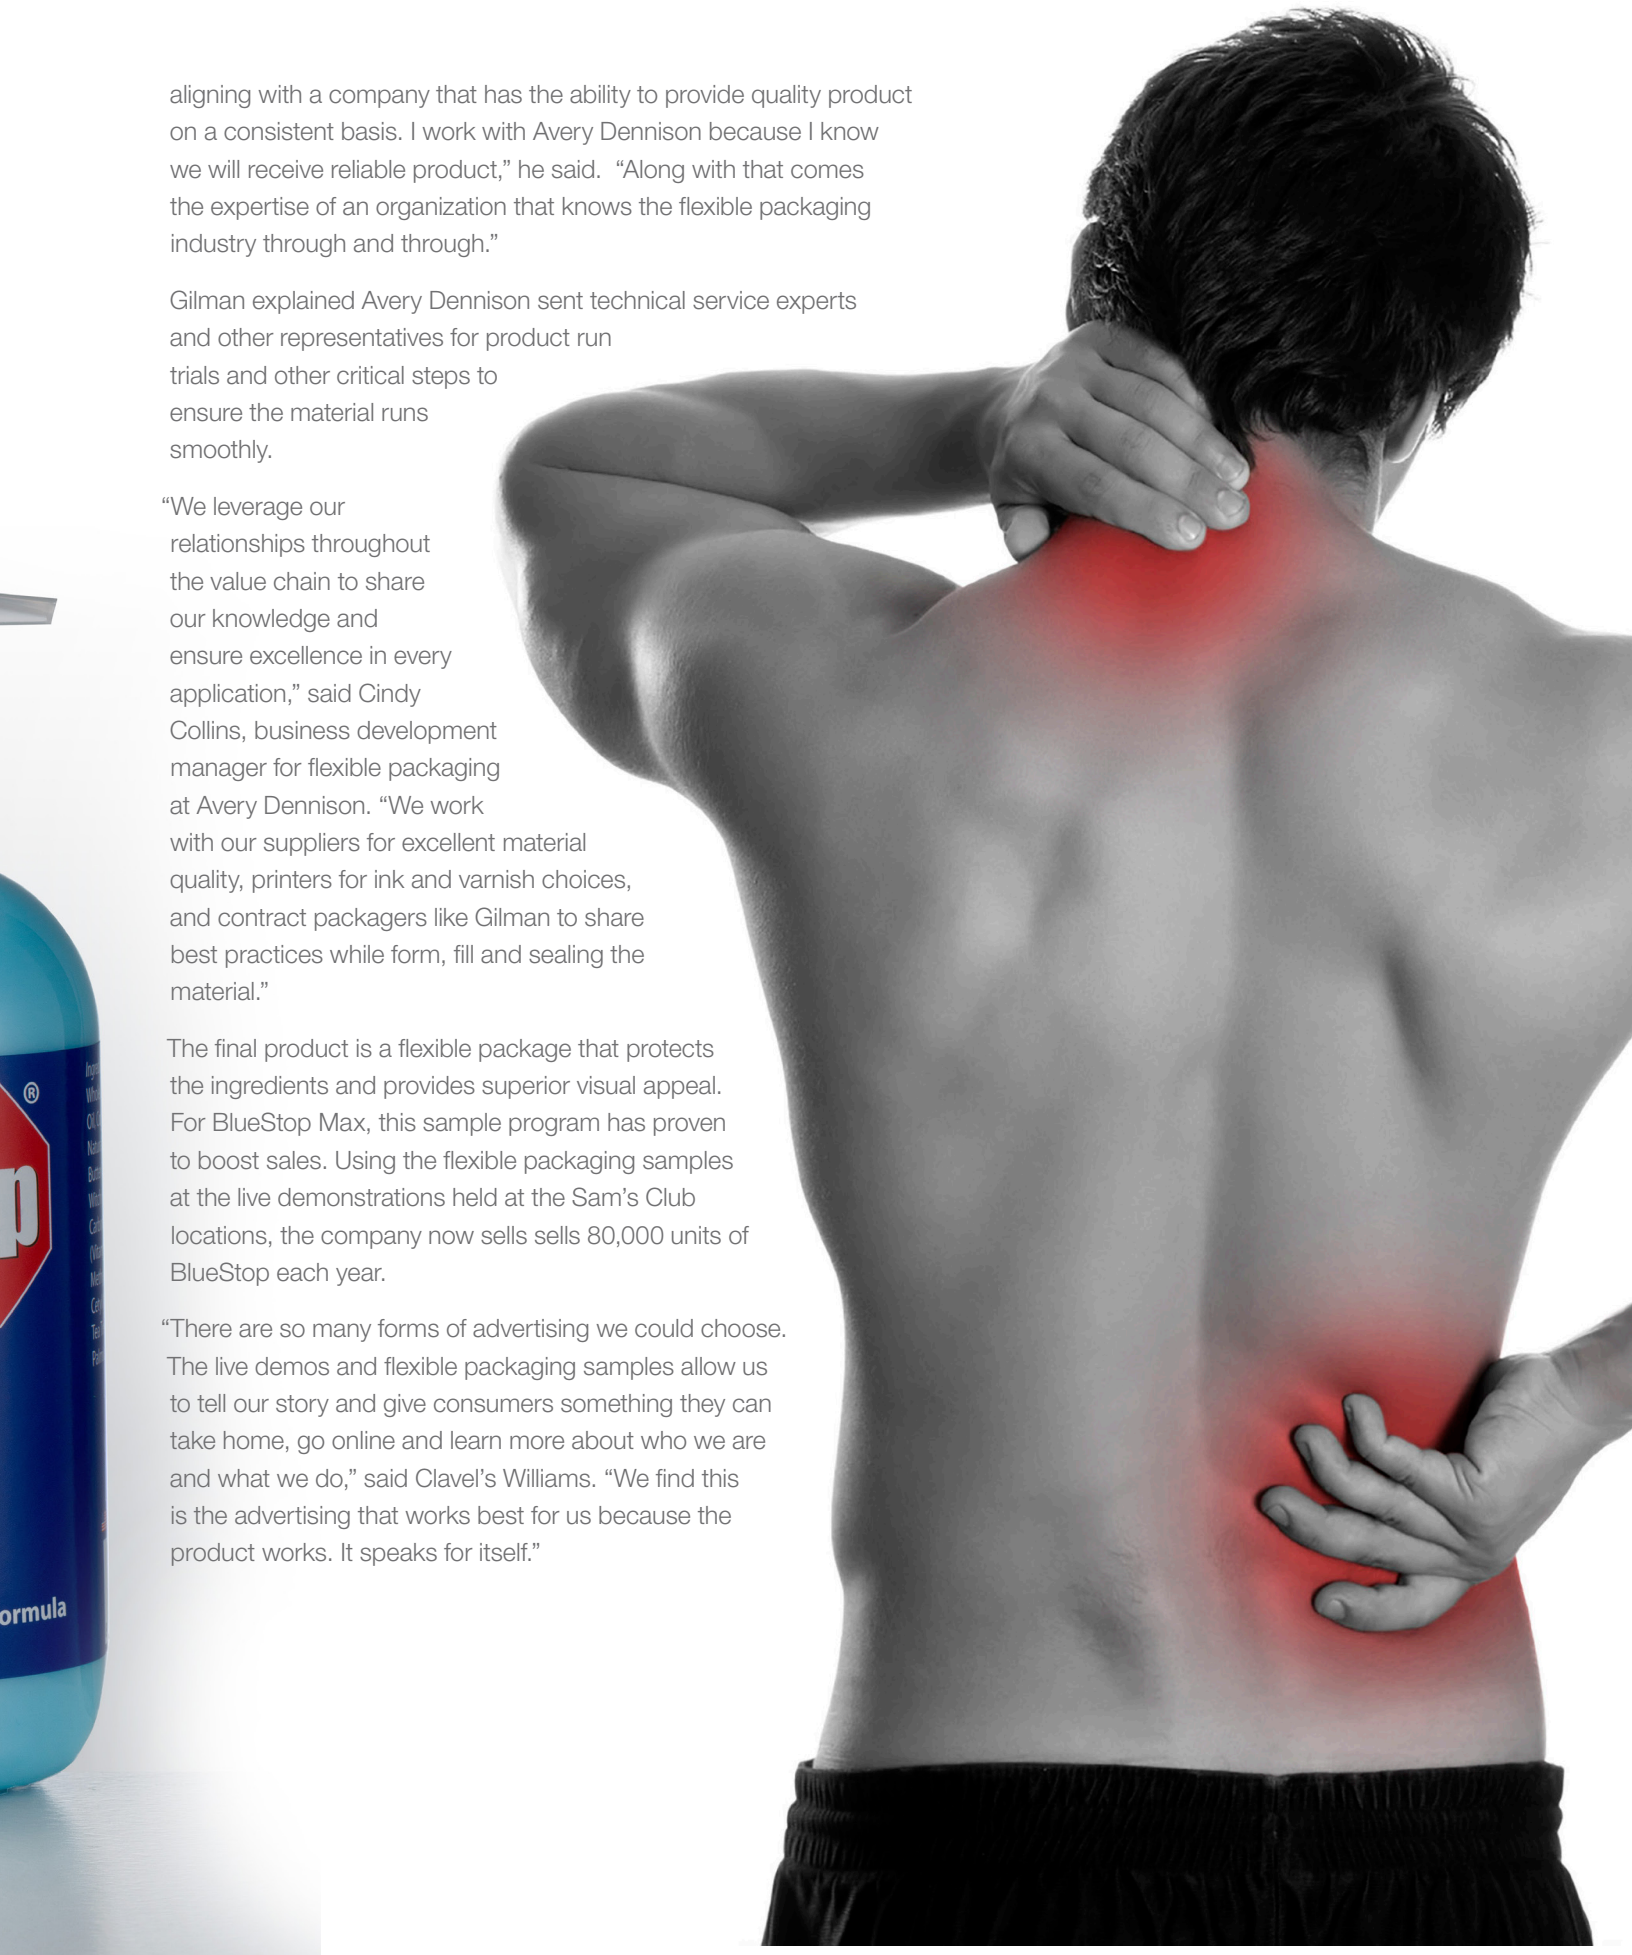 aligning with a company that has the ability to provide quality product
on a consistent basis. I work with Avery Dennison because I know
we will receive reliable product,” he said.  “Along with that comes
the expertise of an organization that knows the flexible packaging
industry through and through.”
Gilman explained Avery Dennison sent technical service experts
and other representatives for product run
trials and other critical steps to
ensure the material runs
smoothly.
“We leverage our
relationships throughout
the value chain to share
our knowledge and
ensure excellence in every
application,” said Cindy
Collins, business development
manager for flexible packaging
at Avery Dennison. “We work
with our suppliers for excellent material
quality, printers for ink and varnish choices,
and contract packagers like Gilman to share
best practices while form, fill and sealing the
material.”
The final product is a flexible package that protects
the ingredients and provides superior visual appeal.
For BlueStop Max, this sample program has proven
to boost sales. Using the flexible packaging samples
at the live demonstrations held at the Sam’s Club
locations, the company now sells sells 80,000 units of
BlueStop each year.
“There are so many forms of advertising we could choose.
The live demos and flexible packaging samples allow us
to tell our story and give consumers something they can
take home, go online and learn more about who we are
and what we do,” said Clavel’s Williams. “We find this
is the advertising that works best for us because the
product works. It speaks for itself.”
®
p
ormula